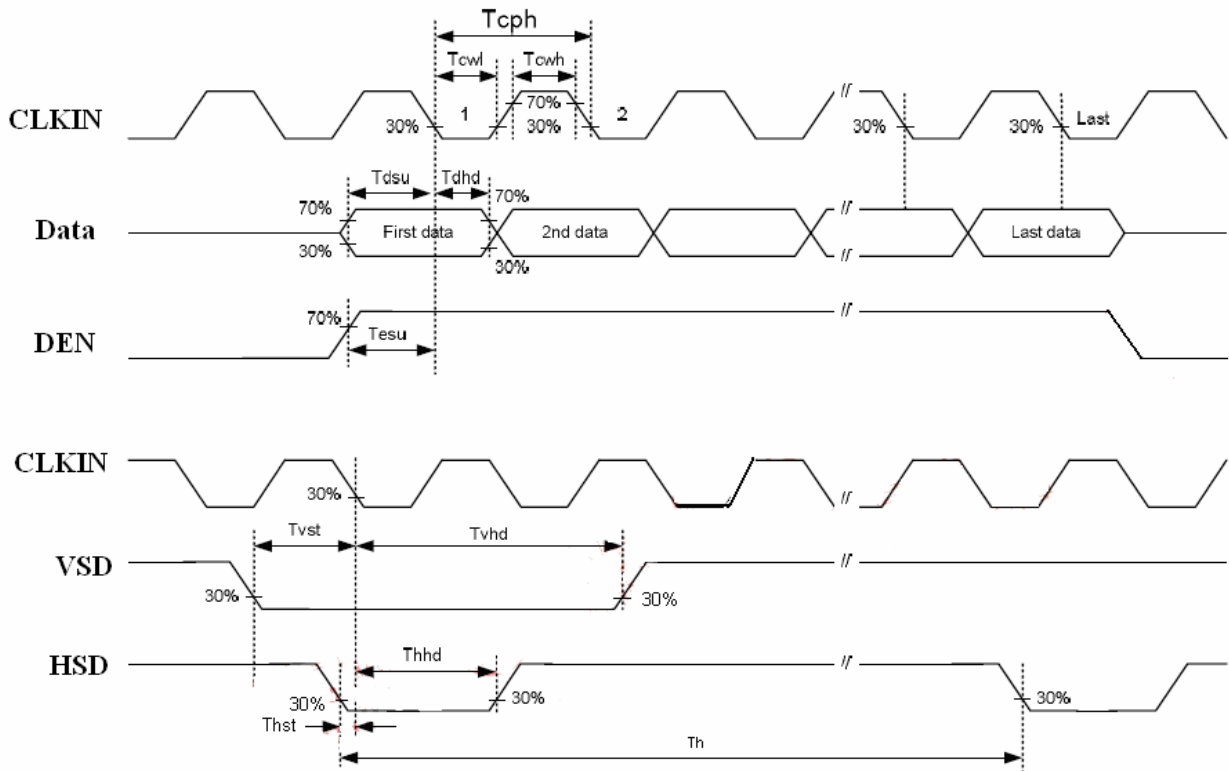 Tcph
Tcwl Tcwh
CLKIN 30% 1 70% 30% 2 30% 30% Last
Tdsu Tdhd
70% 70%
Data First data 2nd data Last data
30% 30%
70%
DEN Tesu
CLKIN 30%
Tvst Tvhd
VSD
30% 30%
HSD Thhd
30% 30% 30%
Thst
Th